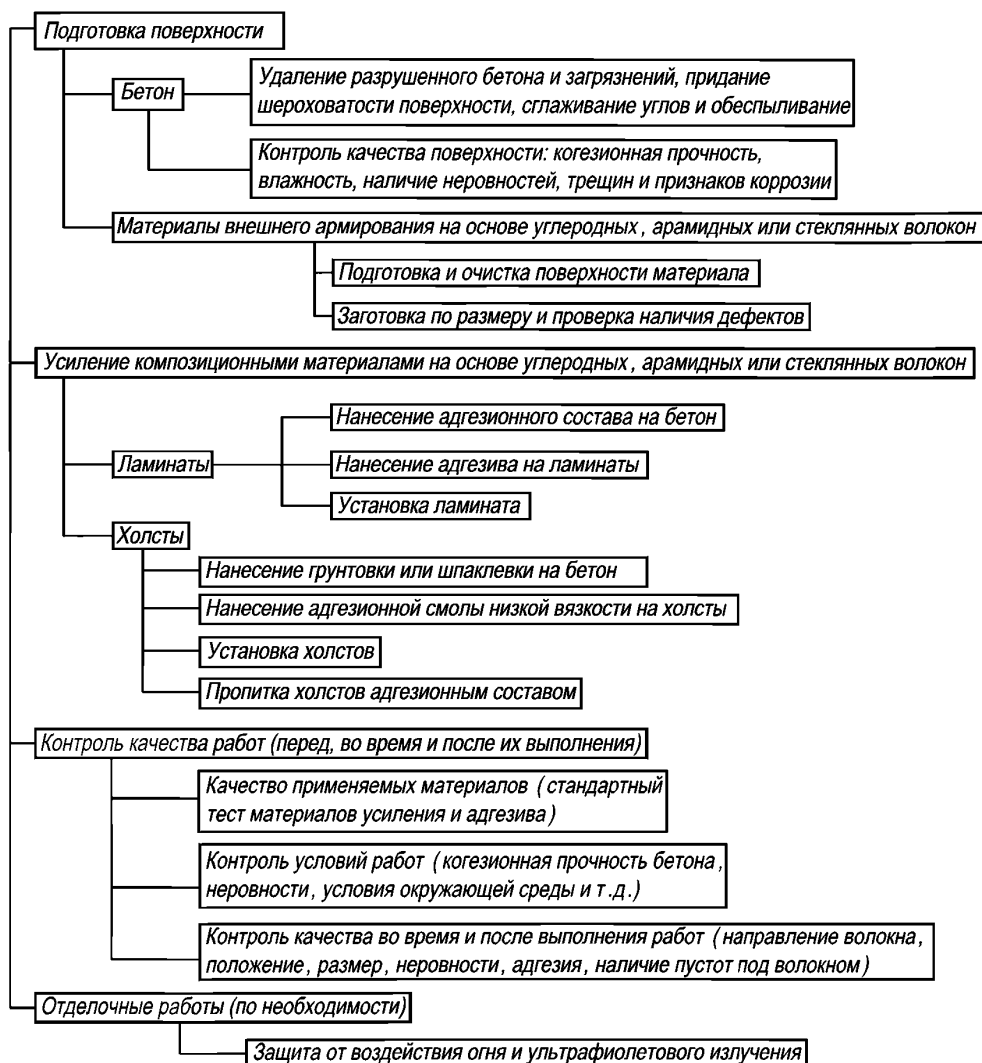 Подготовка поверхности
Бетон
Удаление разрушенного бетона и загрязнений, придание
шероховатости поверхности, сглаживание углов и обеспыливание
Контроль качества поверхности: когезионная прочность,
влажность, наличие неровностей, трещин и признаков коррозии
Материалы внешнего армирования на основе углеродных, арамидных или стеклянных волокон
Подготовка и очистка поверхности материала
Заготовка по размеру и проверка наличия дефектов
Усиление композиционными материалами на основе углеродных, арамидных или стеклянных волокон
Ламинаты
Нанесение адгезионного состава на бетон
Нанесение адгезива на ламинаты
Установка ламината
Холсты
Нанесение грунтовки или шпаклевки на бетон
Нанесение адгезионной смолы низкой вязкости на холсты
Установка холстов
Пропитка холстов адгезионным составом
Контроль качества работ (перед, во время и после их выполнения)
Качество применяемых материалов (стандартный
тест материалов усиления и адгезива)
Контроль условий работ (когезионная прочность бетона,
неровности, условия окружающей среды и т.д.)
Контроль качества во время и после выполнения работ (направление волокна,
положение, размер, неровности, адгезия, наличие пустот под волокном)
Отделочные работы (по необходимости)
Защита от воздействия огня и ультрафиолетового излучения